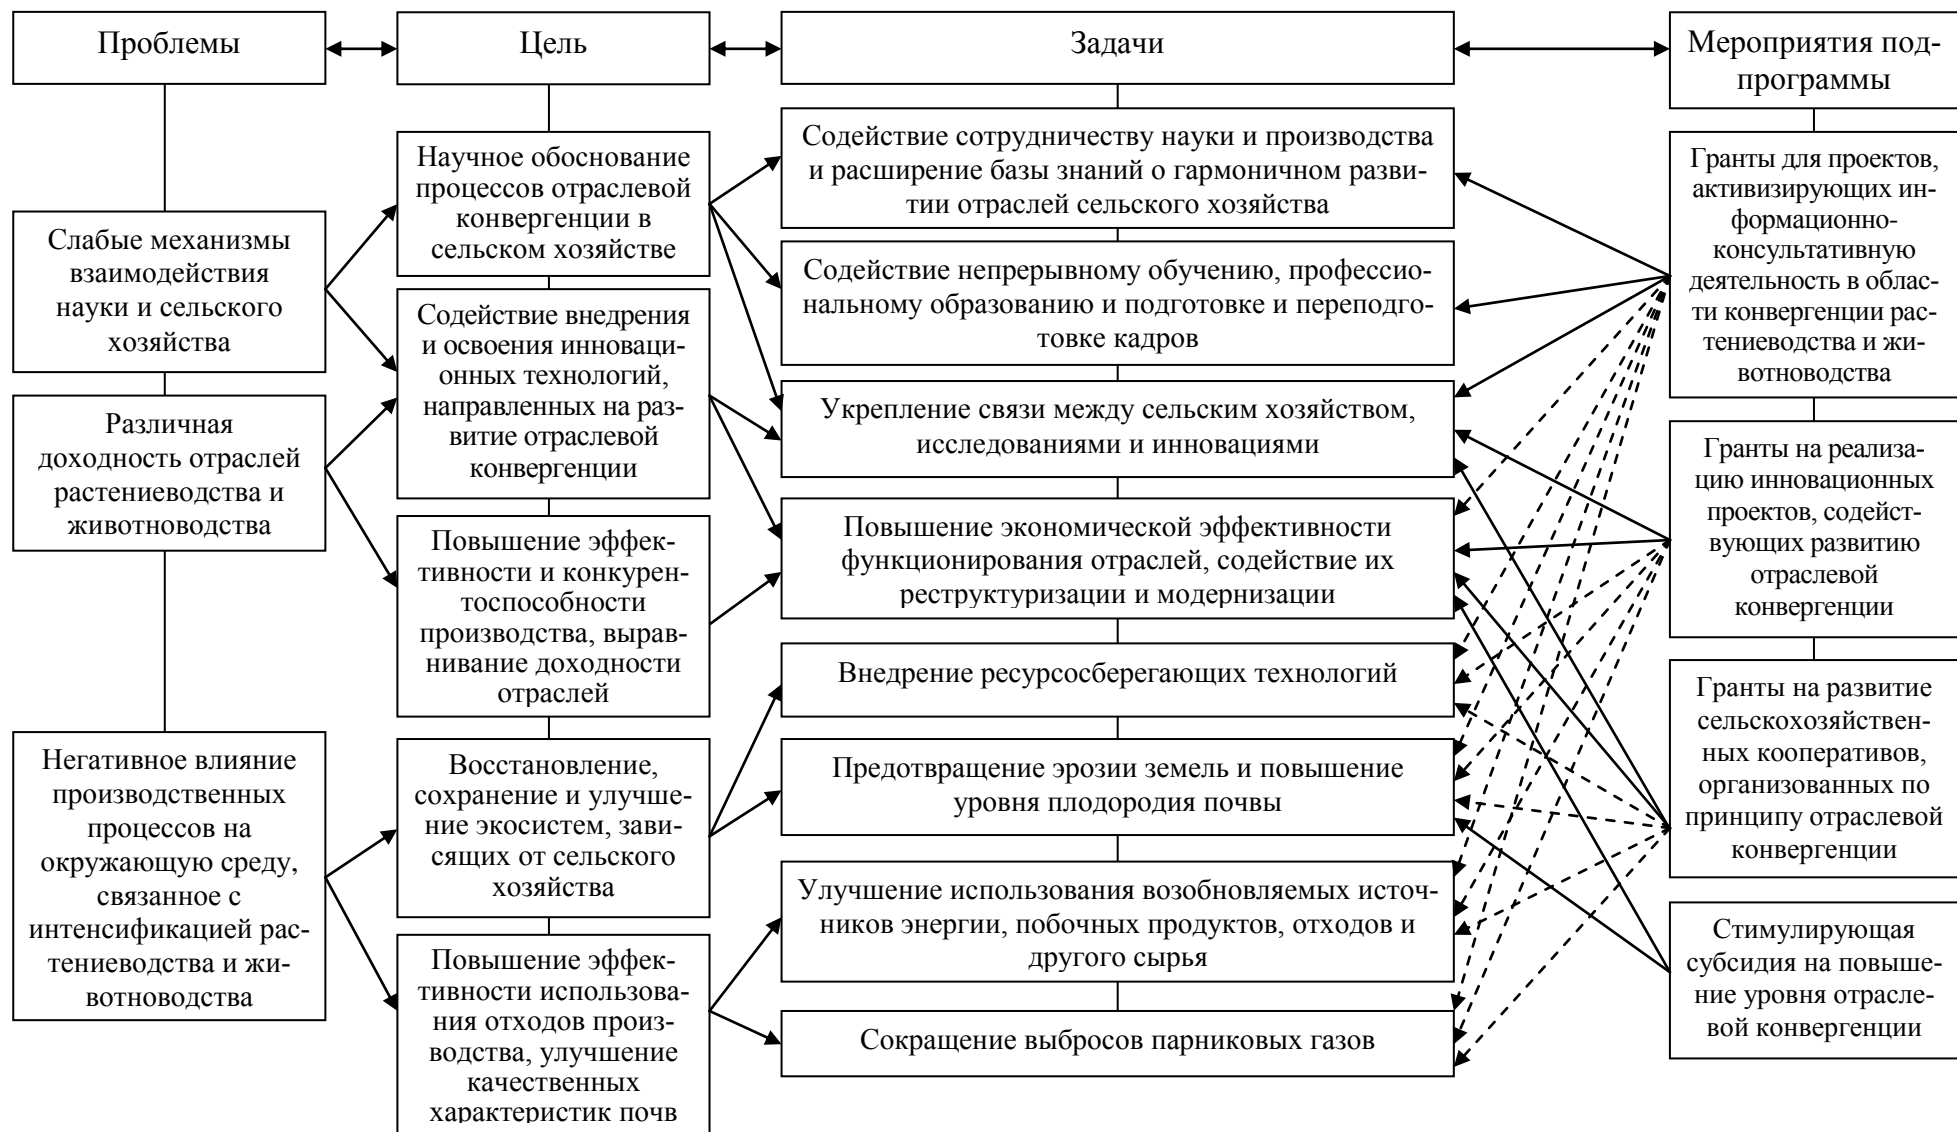 Проблемы
Цель
Задачи
Мероприятия под-
программы
Слабые механизмы
взаимодействия
науки и сельского
хозяйства
Различная
доходность отраслей
растениеводства и
животноводства
Негативное влияние
производственных
процессов на
окружающую среду,
связанное с
интенсификацией рас-
тениеводства и жи-
вотноводства
Научное обоснование
процессов отраслевой
конвергенции в
сельском хозяйстве
Содействие внедрения
и освоения инноваци-
онных технологий,
направленных на раз-
витие отраслевой
конвергенции
Повышение эффек-
тивности и конкурен-
тоспособности
производства, вырав-
нивание доходности
отраслей
Восстановление,
сохранение и улучше-
ние экосистем, зави-
сящих от сельского
хозяйства
Повышение эффек-
тивности использова-
ния отходов произ-
водства, улучшение
качественных
характеристик почв
Содействие сотрудничеству науки и производства
и расширение базы знаний о гармоничном разви-
тии отраслей сельского хозяйства
Содействие непрерывному обучению, профессио-
нальному образованию и подготовке и переподго-
товке кадров
Укрепление связи между сельским хозяйством,
исследованиями и инновациями
Повышение экономической эффективности
функционирования отраслей, содействие их
реструктуризации и модернизации
Внедрение ресурсосберегающих технологий
Предотвращение эрозии земель и повышение
уровня плодородия почвы
Улучшение использования возобновляемых источ-
ников энергии, побочных продуктов, отходов и
другого сырья
Сокращение выбросов парниковых газов
Гранты для проектов,
активизирующих ин-
формационно-
консультативную
деятельность в облас-
ти конвергенции рас-
тениеводства и жи-
вотноводства
Гранты на реализа-
цию инновационных
проектов, содейст-
вующих развитию
отраслевой
конвергенции
Гранты на развитие
сельскохозяйствен-
ных кооперативов,
организованных по
принципу отраслевой
конвергенции
Стимулирующая
субсидия на повыше-
ние уровня отрасле-
вой конвергенции